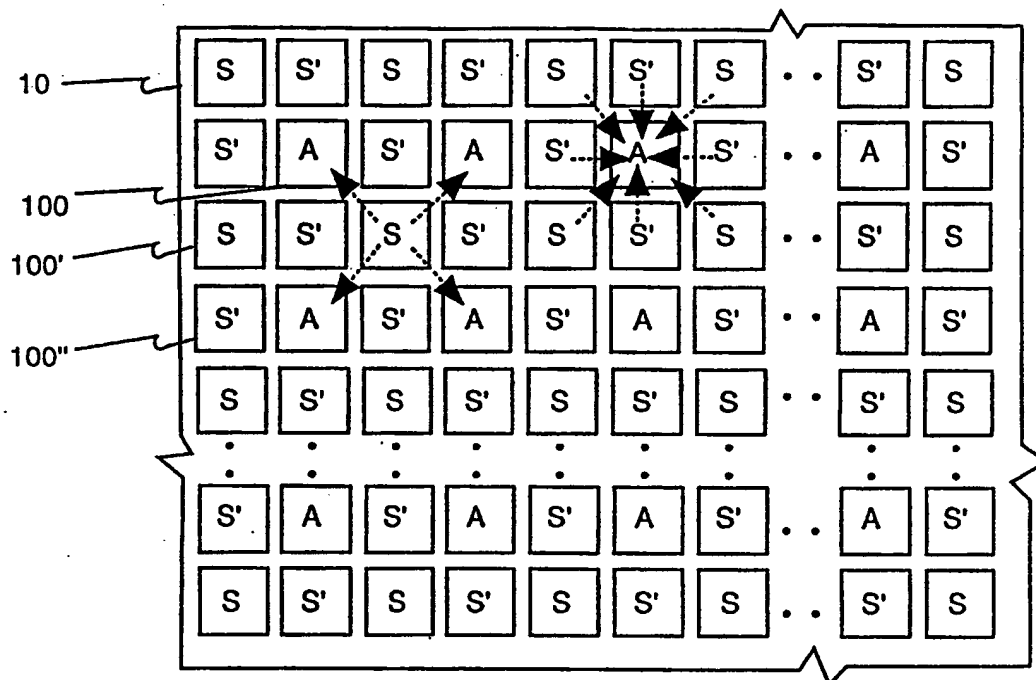 10
S S' S S' S S' S . . S' S
S' A S' A S' A S' . . A S'
100
S S' S S' S S' S . . S' S
100'
S' A S' A S' A S' . . A A
100"
S S' S S' S S' S . . S' S
S' A S' A S' A S' . . A S'
S S' S S' S S' S . . S' S